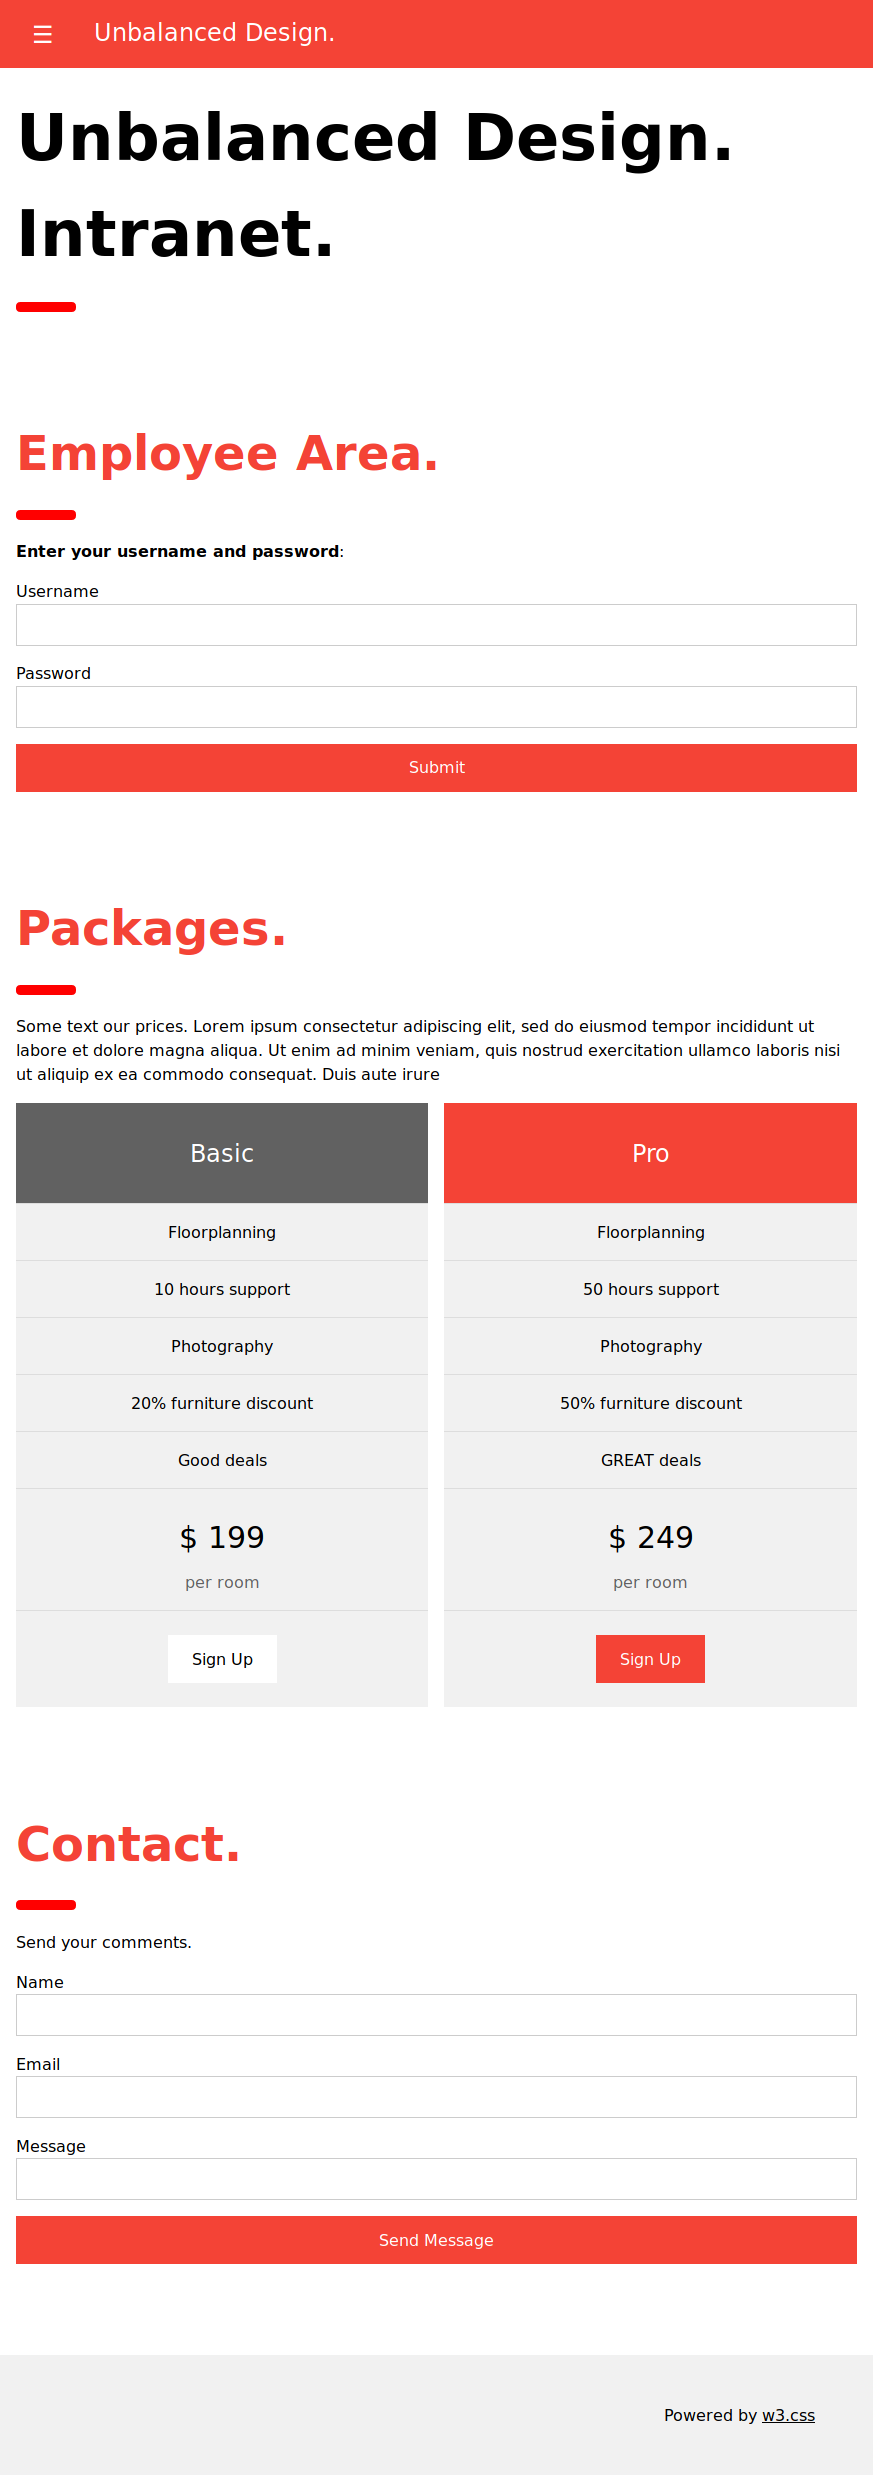 ☰ Unbalanced Design.
Unbalanced Design.
Intranet.
Employee Area.
Enter your username and password:
Username
Password
Submit
Packages.
Some text our prices. Lorem ipsum consectetur adipiscing elit, sed do eiusmod tempor incididunt ut
labore et dolore magna aliqua. Ut enim ad minim veniam, quis nostrud exercitation ullamco laboris nisi
ut aliquip ex ea commodo consequat. Duis aute irure
Basic
Floorplanning
10 hours support
Photography
20% furniture discount
Good deals
$ 199
per room
Sign Up
Pro
Floorplanning
50 hours support
Photography
50% furniture discount
GREAT deals
$ 249
per room
Sign Up
Contact.
Send your comments.
Name
Email
Message
Send Message
Powered by w3.css